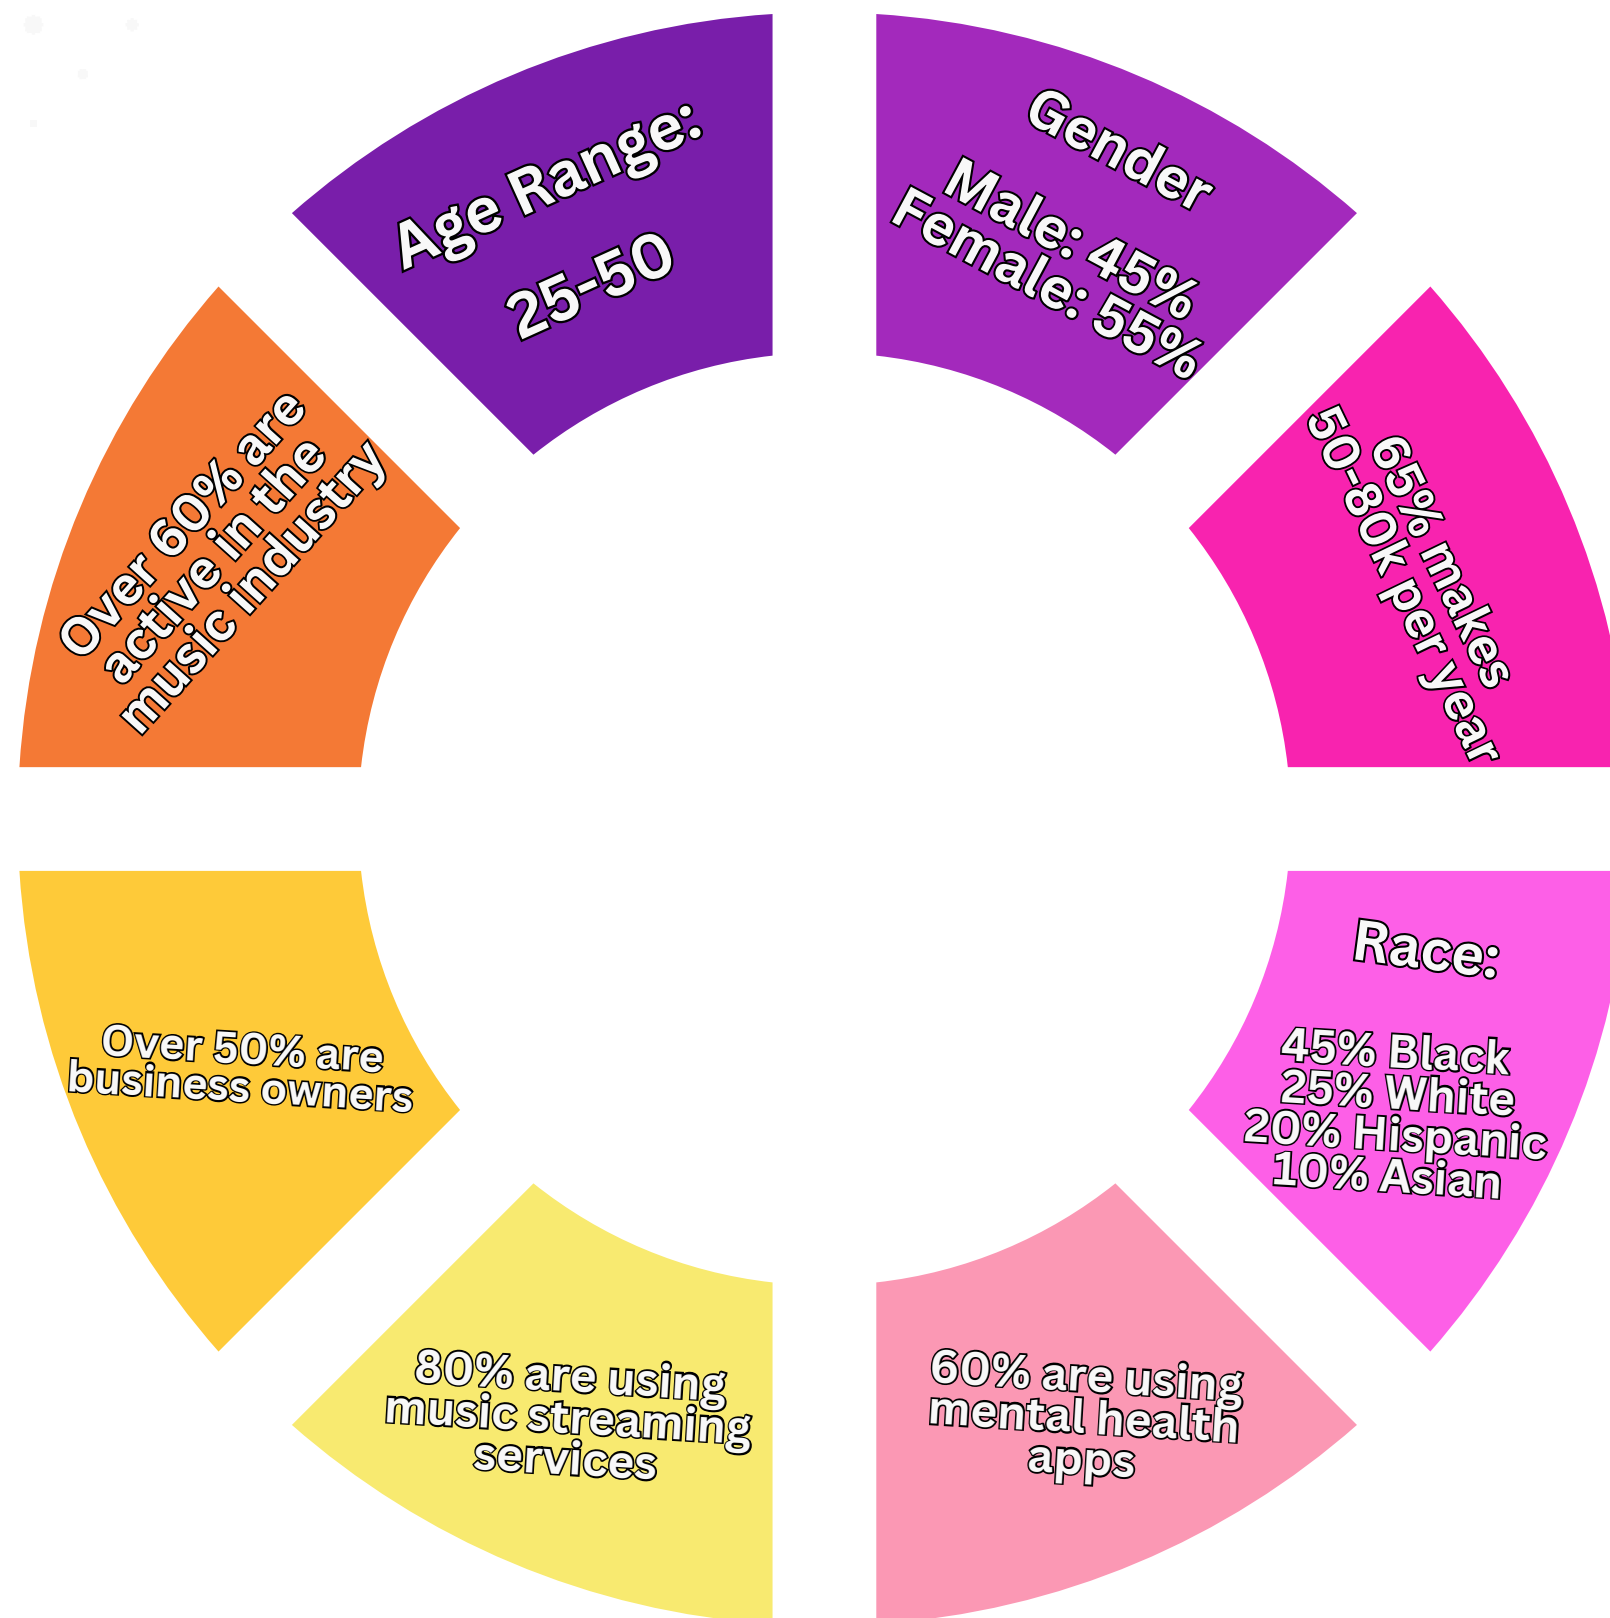 Age Range:
25-50
Gender
Male: 45%
Female: 55%
65% makes
50-80k per year
Race:
45% Black
25% White
20% Hispanic
10% Asian
60% are using
mental health
apps
80% are using
music streaming
services
Over 50% are
business owners
Over 60% are
active in the
music industry